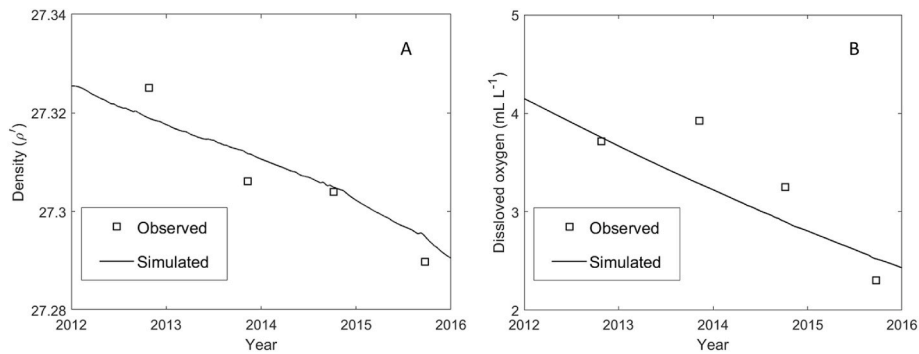 27.34
27.32
27.3
27.28
Density (ρ′)
A
Observed
Simulated
2012 2013 2014 2015 2016
Year
5
4
3
2
Dissloved oxygen (mL L-1)
B
Observed
Simulated
2012 2013 2014 2015 2016
Year